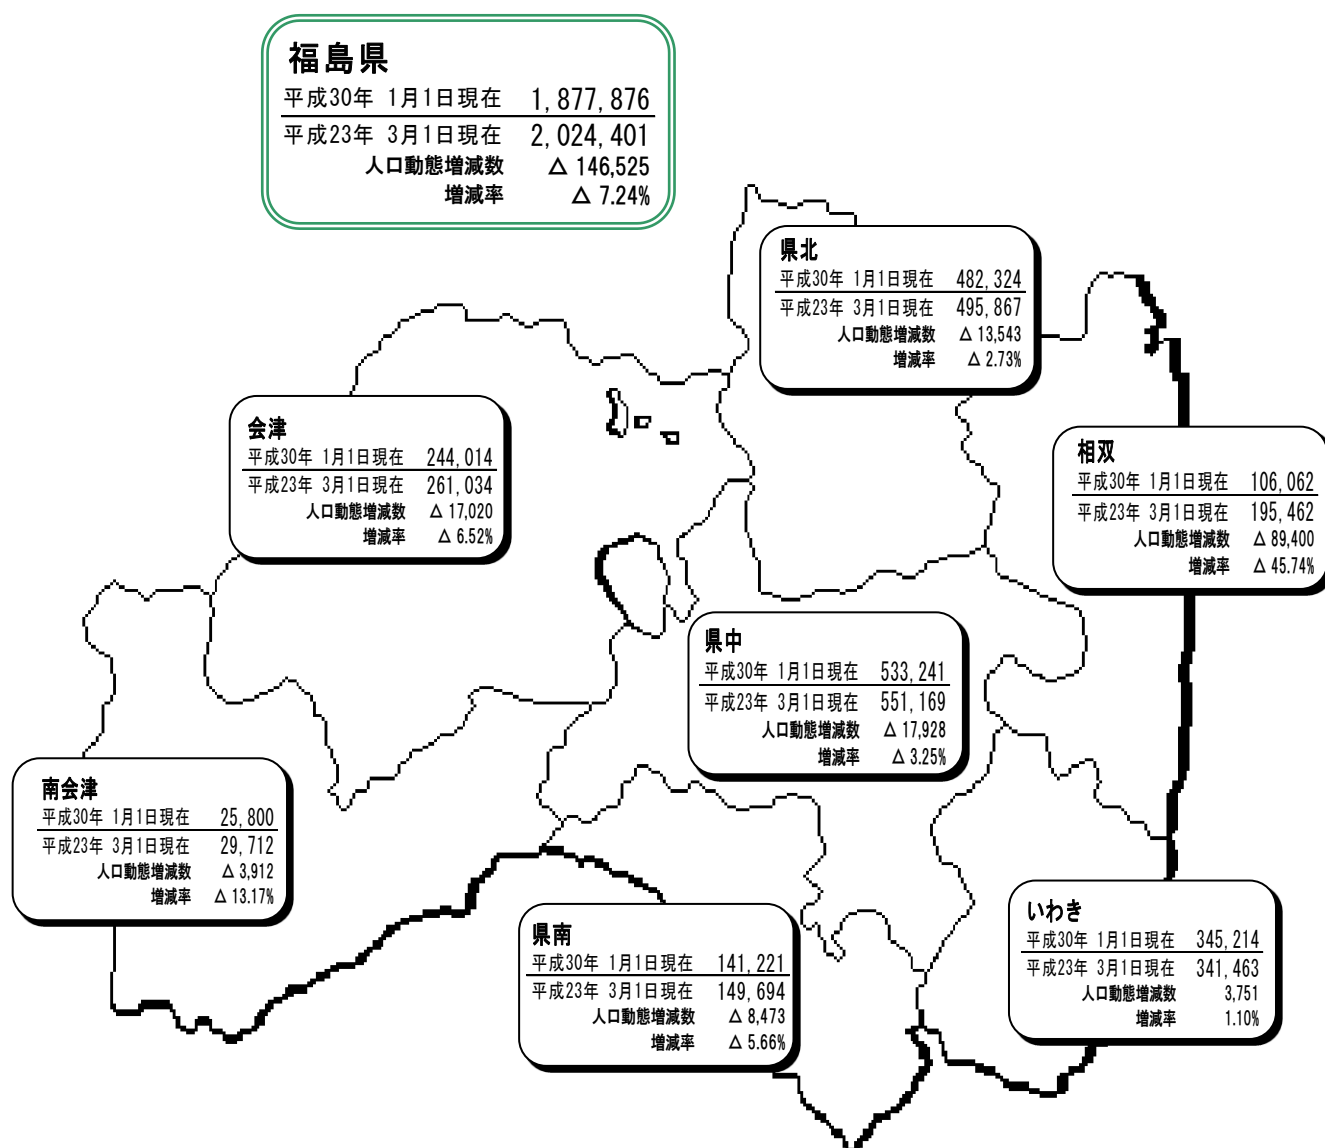 福島県
平成30年 1月1日現在 1,877,876
平成23年 3月1日現在 2,024,401
人口動態増減数 △ 146,525
増減率 △ 7.24%
県北
平成30年 1月1日現在 482,324
平成23年 3月1日現在 495,867
人口動態増減数 △ 13,543
増減率 △ 2.73%
会津
平成30年 1月1日現在 244,014
平成23年 3月1日現在 261,034
人口動態増減数 △ 17,020
増減率 △ 6.52%
相双
平成30年 1月1日現在 106,062
平成23年 3月1日現在 195,462
人口動態増減数 △ 89,400
増減率 △ 45.74%
県中
平成30年 1月1日現在 533,241
平成23年 3月1日現在 551,169
人口動態増減数 △ 17,928
増減率 △ 3.25%
南会津
平成30年 1月1日現在 25,800
平成23年 3月1日現在 29,712
人口動態増減数 △ 3,912
増減率 △ 13.17%
県南
平成30年 1月1日現在 141,221
平成23年 3月1日現在 149,694
人口動態増減数 △ 8,473
増減率 △ 5.66%
いわき
平成30年 1月1日現在 345,214
平成23年 3月1日現在 341,463
人口動態増減数 3,751
増減率 1.10%